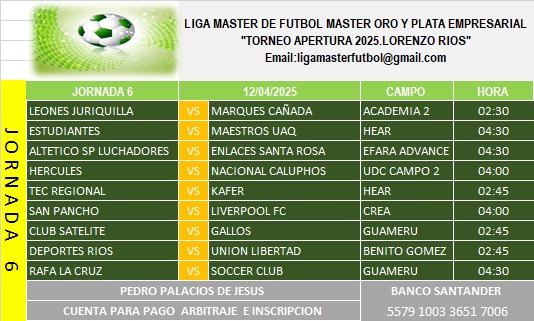 LIGA MASTER DE FUTBOL MASTER ORO Y PLATA EMPRESARIAL
"TORNEO APERTURA 2025.LORENZO RIOS"
Email:ligamasterfutbol@gmail.com
JORNADA 6
JORNADA 6 12/04/2025 CAMPO HORA
LEONES JURIQUILLA VS MARQUES CAÑADA ACADEMIA 2 02:30
ESTUDIANTES VS MAESTROS UAQ HEAR 04:30
ALTETICO SP LUCHADORES VS ENLACES SANTA ROSA EFARA ADVANCE 04:30
HERCULES VS NACIONAL CALUPHOS UDC CAMPO 2 04:00
TEC REGIONAL VS KAFER HEAR 02:45
SAN PANCHO VS LIVERPOOL FC CREA 04:00
CLUB SATELITE VS GALLOS GUAMERU 02:45
DEPORTES RIOS VS UNION LIBERTAD BENITO GOMEZ 02:45
RAFA LA CRUZ VS SOCCER CLUB GUAMERU 04:30
PEDRO PALACIOS DE JESUS BANCO SANTANDER
CUENTA PARA PAGO ARBITRAJE E INSCRIPCION 5579 1003 3651 7006